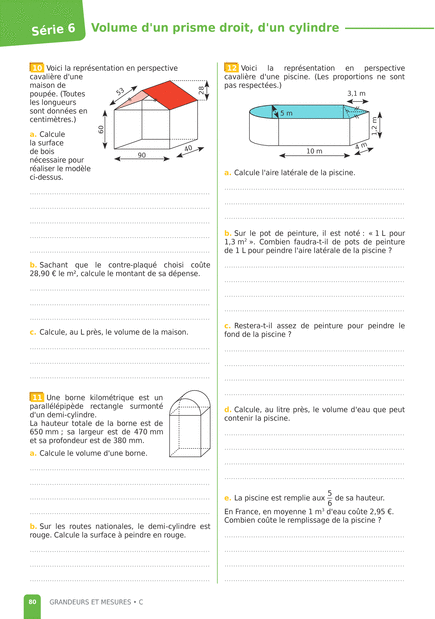 Série 6
Volume d'un prisme droit, d'un cylindre
10 Voici la représentation en perspective
cavalière d'une
maison de
poupée. (Toutes
les longueurs
sont données en
centimètres.)
a. Calcule
la surface
de bois
nécessaire pour
réaliser le modèle
ci-dessus.
53
28
60
90
40
b. Sachant que le contre-plaqué choisi coûte
28,90 € le m², calcule le montant de sa dépense.
c. Calcule, au L près, le volume de la maison.
11 Une borne kilométrique est un
parallélépipède rectangle surmonté
d'un demi-cylindre.
La hauteur totale de la borne est de
650 mm ; sa largeur est de 470 mm
et sa profondeur est de 380 mm.
a. Calcule le volume d'une borne.
b. Sur les routes nationales, le demi-cylindre est
rouge. Calcule la surface à peindre en rouge.
12 Voici la représentation en perspective
cavalière d'une piscine. (Les proportions ne sont
pas respectées.)
3,1 m
5 m
1,2 m
4 m
10 m
a. Calcule l'aire latérale de la piscine.
b. Sur le pot de peinture, il est noté : « 1 L pour
1,3 m² ». Combien faudra-t-il de pots de peinture
de 1 L pour peindre l'aire latérale de la piscine ?
c. Restera-t-il assez de peinture pour peindre le
fond de la piscine ?
d. Calcule, au litre près, le volume d'eau que peut
contenir la piscine.
e. La piscine est remplie aux 5/6 de sa hauteur.
En France, en moyenne 1 m³ d'eau coûte 2,95 €.
Combien coûte le remplissage de la piscine ?
80 GRANDEURS ET MESURES • C